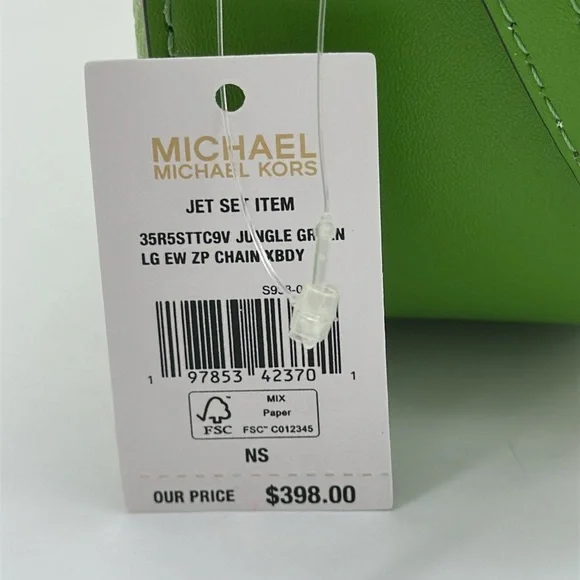 MICHAEL
MICHAEL KORS
JET SET ITEM
35R5STTC9V JUNGLE GREEN
LG EW ZP CHAIN XBDY
1 97853 42370 1
MIX
Paper
FSC
FSC™ C012345
NS
OUR PRICE $398.00